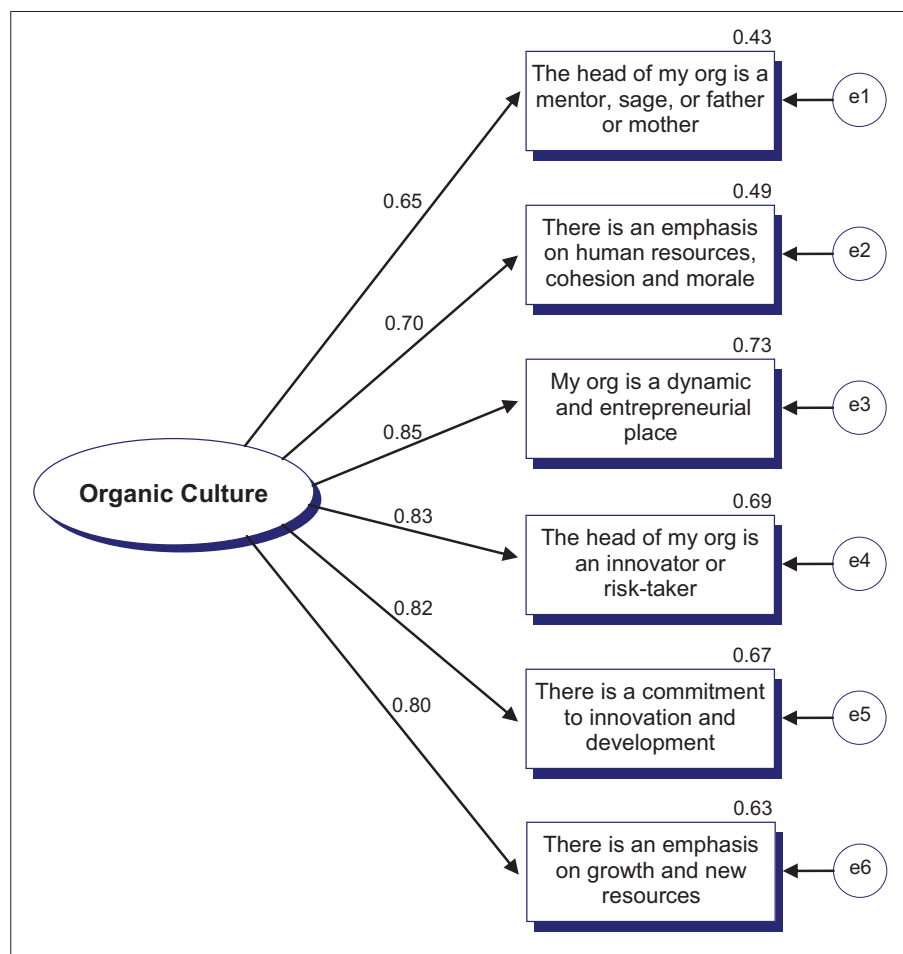 0.43
The head of my org is a
mentor, sage, or father
or mother
e1
0.65
0.49
There is an emphasis
on human resources,
cohesion and morale
e2
0.70
0.73
My org is a dynamic
and entrepreneurial
place
e3
0.85
Organic Culture
0.69
The head of my org is
an innovator or
risk-taker
e4
0.83
0.67
There is a commitment
to innovation and
development
e5
0.82
0.63
There is an emphasis
on growth and new
resources
e6
0.80